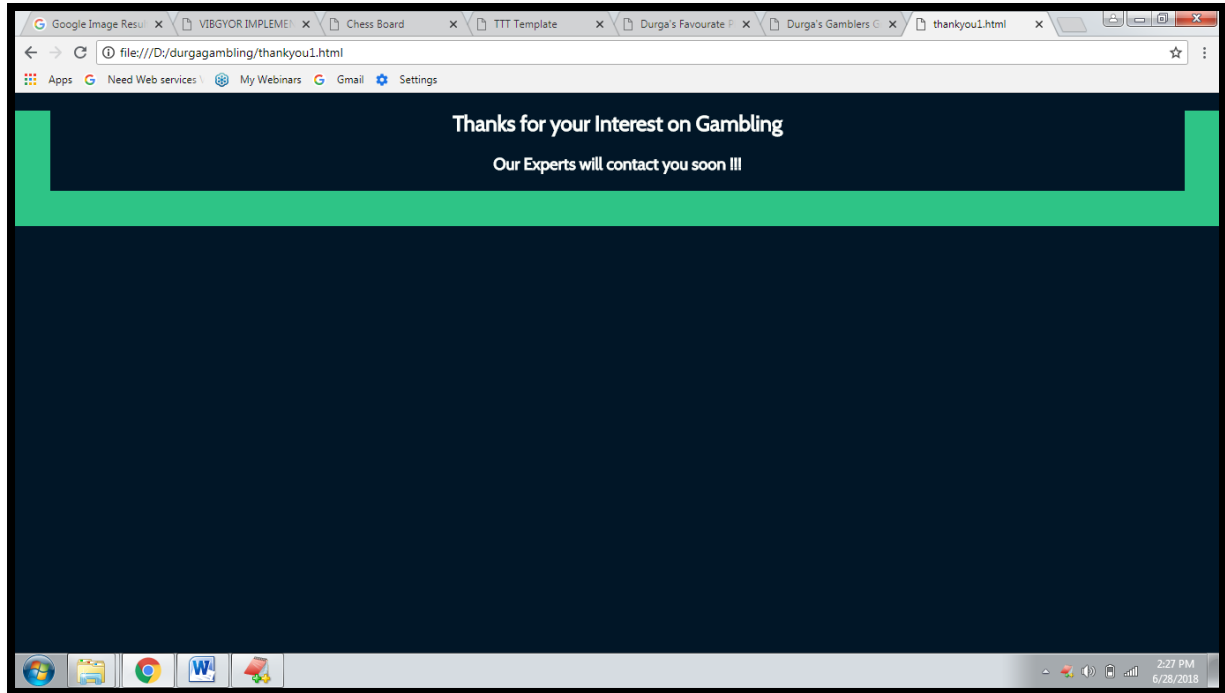 Google Image Resul VIBGYOR IMPLEMEN Chess Board TTT Template Durga's Favourate P Durga's Gamblers G thankyou1.html
file:///D:/durgagambling/thankyou1.html
Apps Need Web services \ My Webinars Gmail Settings
Thanks for your Interest on Gambling
Our Experts will contact you soon !!!
2:27 PM
6/28/2018